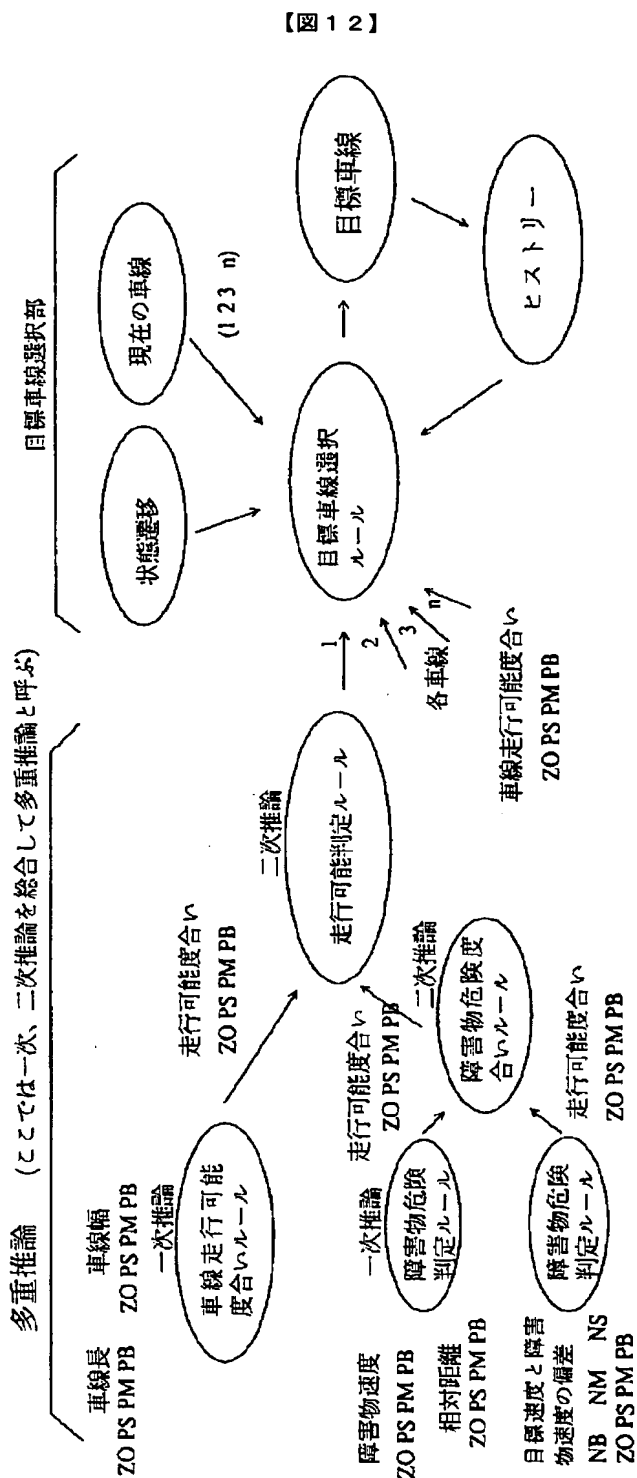 【図12】
多重推論 (ここでは一次、二次推論を総合して多重推論と呼ぶ)
目標車線選択部
車線長
ZO PS PM PB
車線幅
ZO PS PM PB
一次推論
車線走行可能
度合いルール
走行可能度合い
ZO PS PM PB
障害物速度
ZO PS PM PB
相対距離
ZO PS PM PB
一次推論
障害物危険
判定ルール
目標速度と障害
物速度の偏差
NB NM NS
ZO PS PM PB
障害物危険
判定ルール
走行可能度合い
ZO PS PM PB
走行可能度合い
ZO PS PM PB
二次推論
障害物危険度
合いルール
二次推論
走行可能判定ルール
1
2
3
n
各車線
車線走行可能度合い
ZO PS PM PB
状態遷移
現在の車線
(1 2 3 n)
目標車線選択
ルール
目標車線
ヒストリー